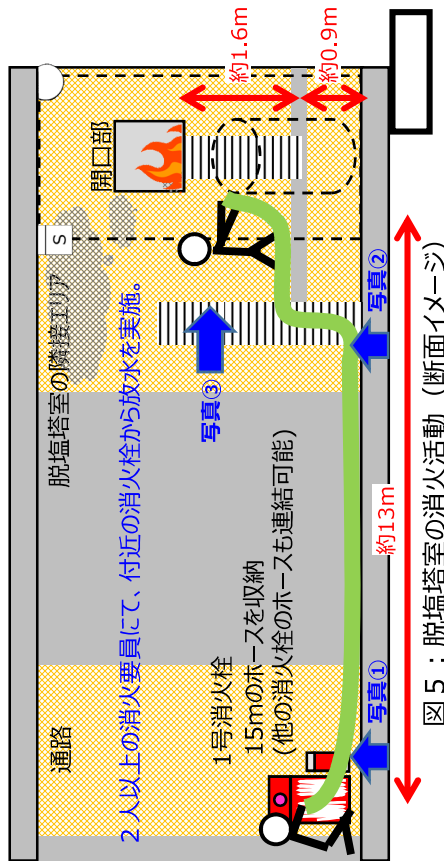 通路
脱塩塔室の隣接エリア
S
開口部
約1.6m
約0.9m
2人以上の消火要員にて、付近の消火栓から放水を実施。
写真③
1号消火栓
15mのホースを収納
(他の消火栓のホースも連結可能)
写真①
写真②
約13m
図5:脱塩塔室の消火活動(断面イメージ)